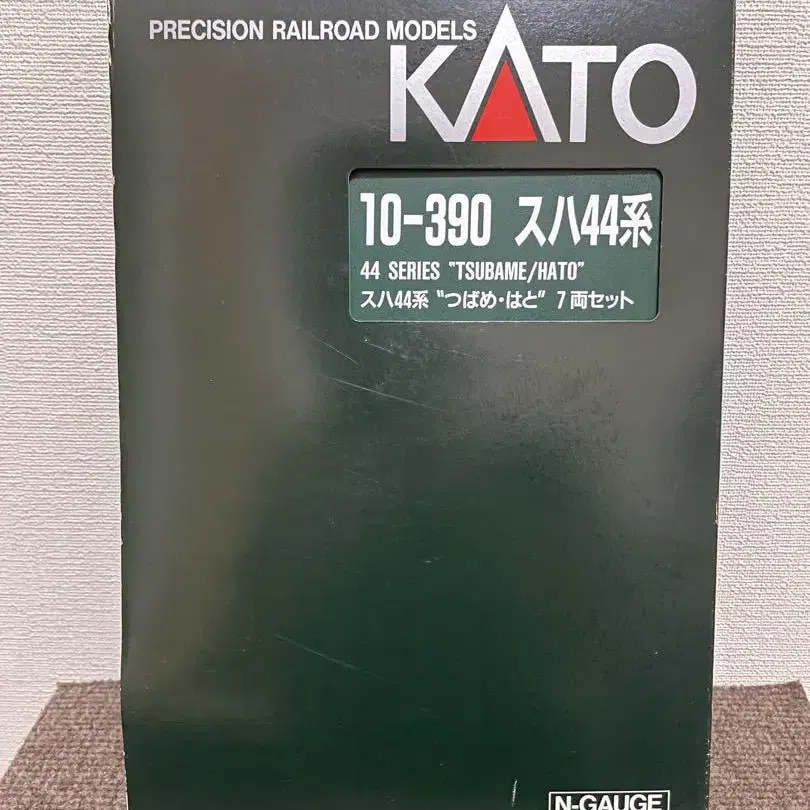 PRECISION RAILROAD MODELS
KATO
10-390 スハ44系
44 SERIES "TSUBAME/HATO"
スハ44系 "つばめ・はと" 7両セット
N-GAUGE